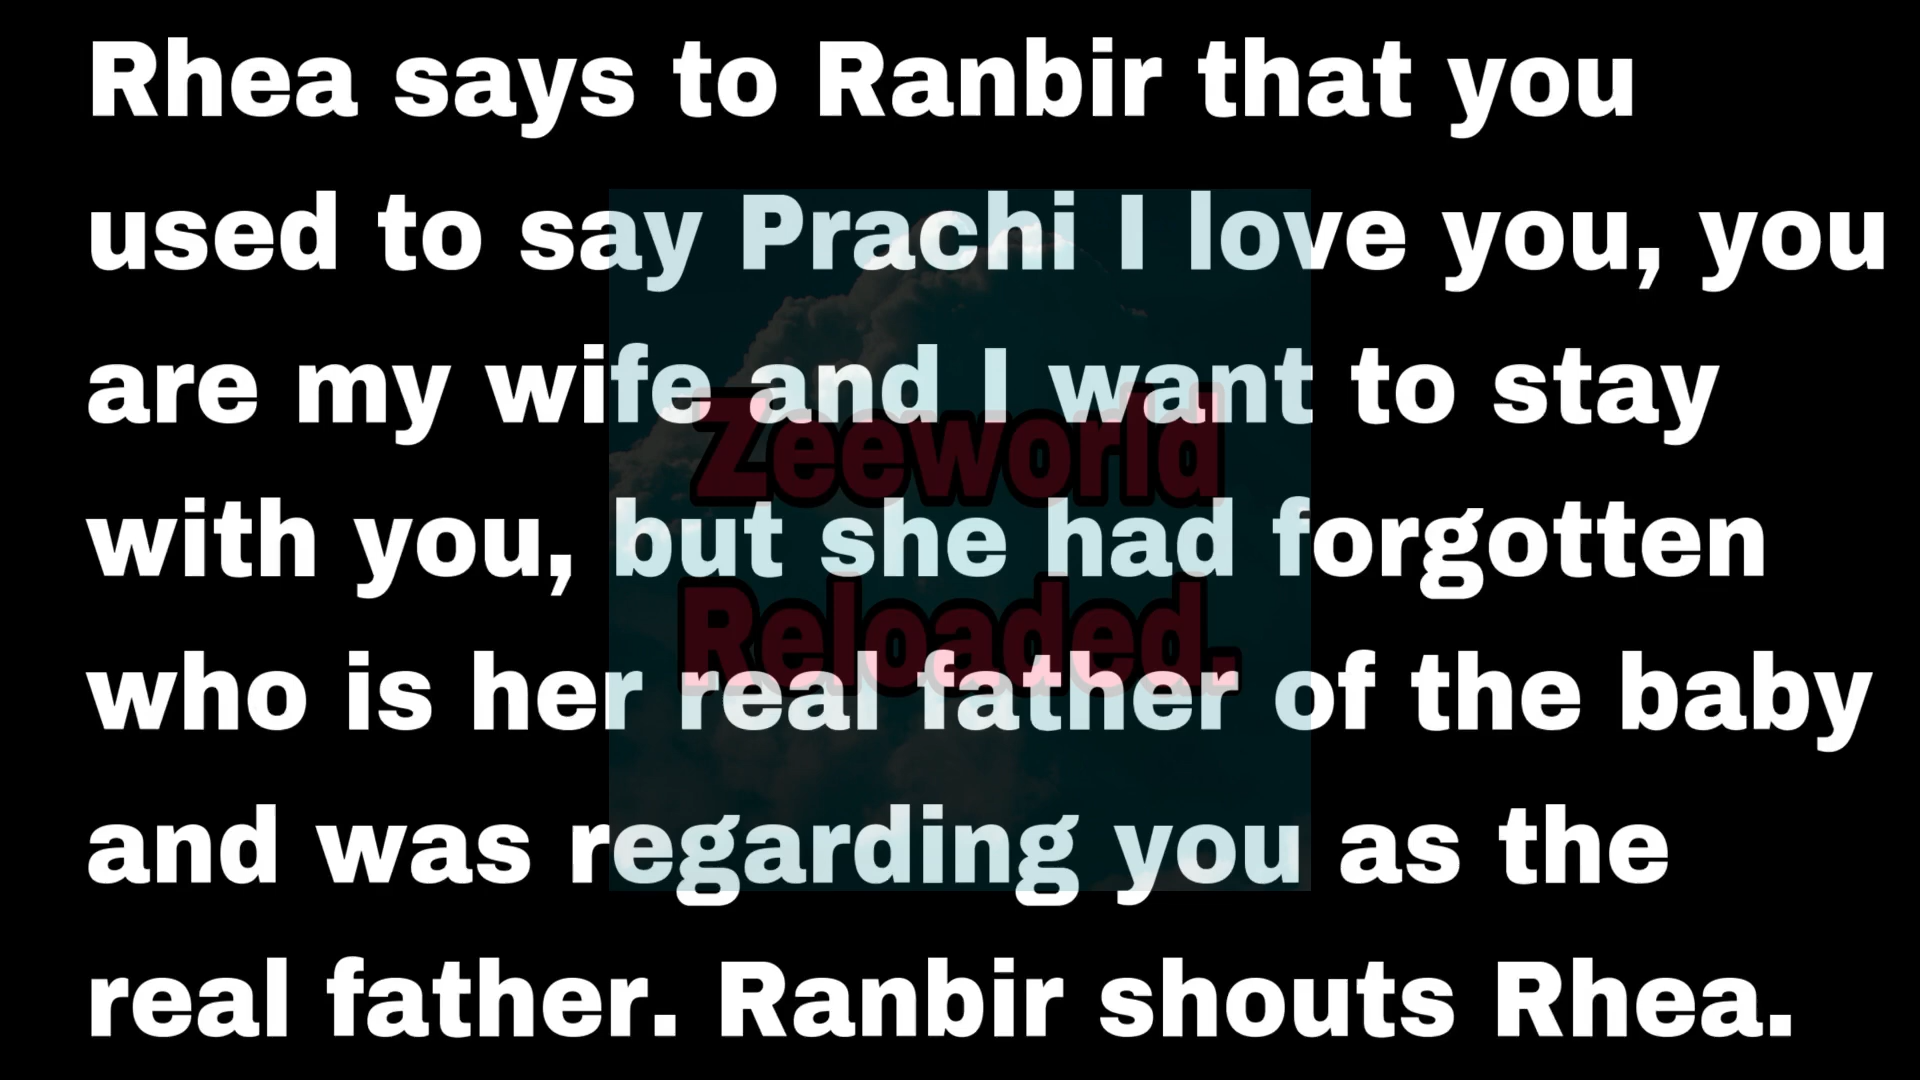 Rhea says to Ranbir that you
used to say Prachi I love you, you
are my wife and I want to stay
with you, but she had forgotten
who is her real father of the baby
and was regarding you as the
real father. Ranbir shouts Rhea.
Zeeworld
Reloaded.